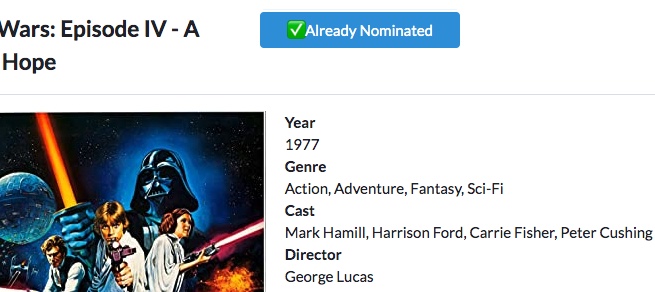 Wars: Episode IV - A
Hope
✅Already Nominated
Year
1977
Genre
Action, Adventure, Fantasy, Sci-Fi
Cast
Mark Hamill, Harrison Ford, Carrie Fisher, Peter Cushing
Director
George Lucas